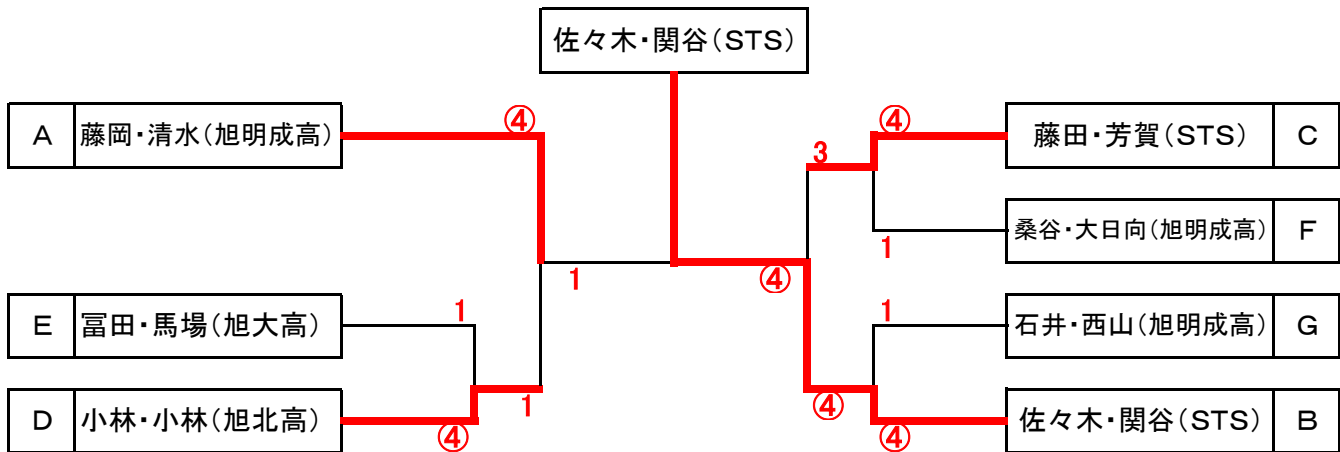 佐々木・関谷(STS)
A 藤岡・清水(旭明成高)
④
④
藤田・芳賀(STS) C
3
1
桑谷・大日向(旭明成高) F
1
④
E 冨田・馬場(旭大高)
1
1
石井・西山(旭明成高) G
D 小林・小林(旭北高)
④
1
④
④
佐々木・関谷(STS) B